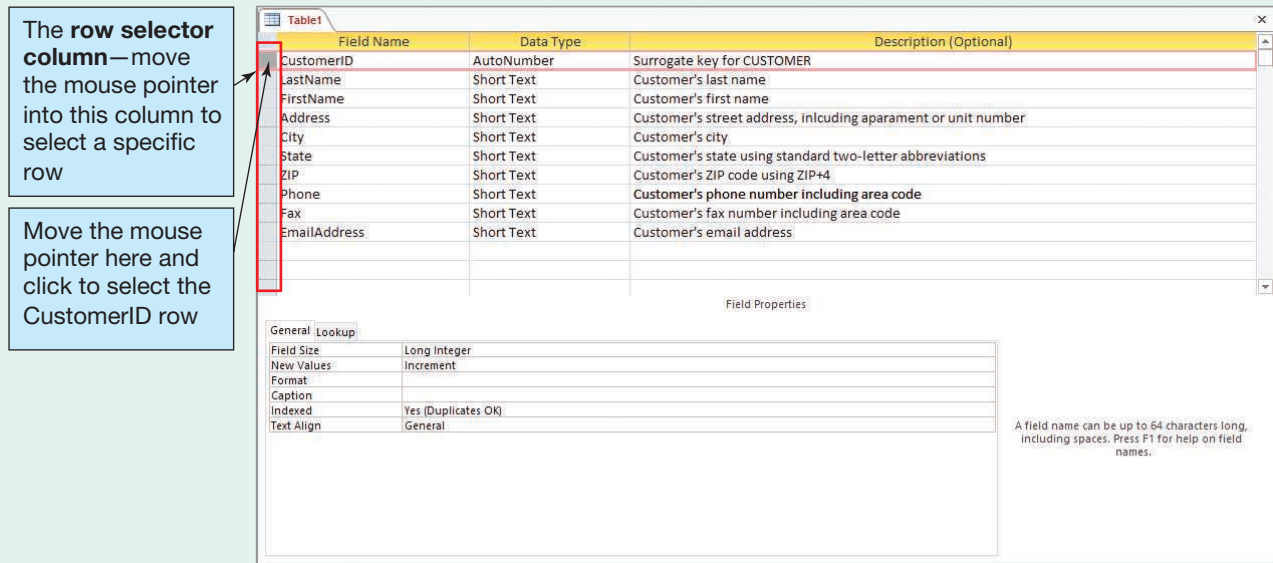 The row selector
column—move
the mouse pointer
into this column to
select a specific
row
Move the mouse
pointer here and
click to select the
CustomerID row
Table1
Field Name Data Type Description (Optional)
CustomerID AutoNumber Surrogate key for CUSTOMER
LastName Short Text Customer's last name
FirstName Short Text Customer's first name
Address Short Text Customer's street address, inlcuding aparament or unit number
City Short Text Customer's city
State Short Text Customer's state using standard two-letter abbreviations
ZIP Short Text Customer's ZIP code using ZIP+4
Phone Short Text Customer's phone number including area code
Fax Short Text Customer's fax number including area code
EmailAddress Short Text Customer's email address
Field Properties
General Lookup
Field Size Long Integer
New Values Increment
Format
Caption
Indexed Yes (Duplicates OK)
Text Align General
A field name can be up to 64 characters long,
including spaces. Press F1 for help on field
names.